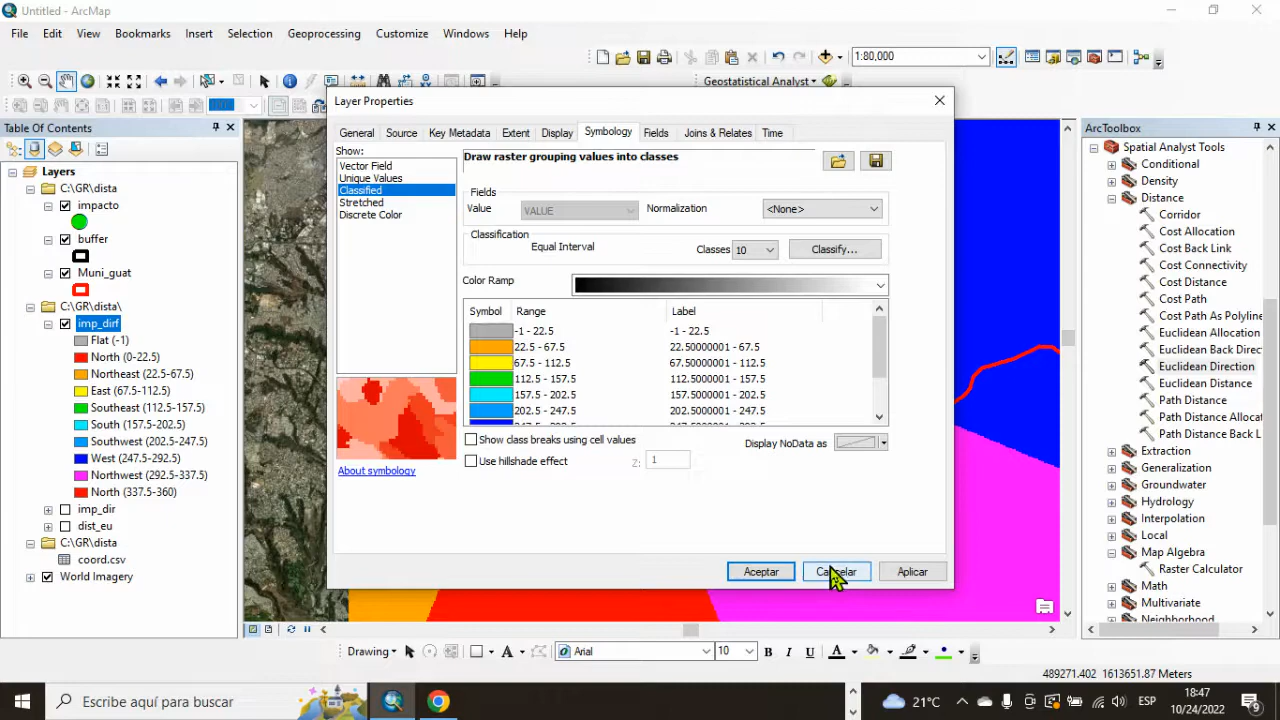 Untitled - ArcMap
File Edit View Bookmarks Insert Selection Geoprocessing Customize Windows Help
1:80,000
Geostatistical Analyst
Table Of Contents
Layers
C:\GR\dista
impacto
buffer
Muni_guat
C:\GR\dista\
imp_dirf
Flat (-1)
North (0-22.5)
Northeast (22.5-67.5)
East (67.5-112.5)
Southeast (112.5-157.5)
South (157.5-202.5)
Southwest (202.5-247.5)
West (247.5-292.5)
Northwest (292.5-337.5)
North (337.5-360)
imp_dir
dist_eu
C:\GR\dista
coord.csv
World Imagery
Layer Properties
General Source Key Metadata Extent Display Symbology Fields Joins & Relates Time
Show:
Vector Field
Unique Values
Classified
Stretched
Discrete Color
About symbology
Draw raster grouping values into classes
Fields
Value VALUE Normalization <None>
Classification
Equal Interval Classes 10 Classify...
Color Ramp
Symbol Range Label
-1 - 22.5 -1 - 22.5
22.5 - 67.5 22.50000001 - 67.5
67.5 - 112.5 67.50000001 - 112.5
112.5 - 157.5 112.5000001 - 157.5
157.5 - 202.5 157.5000001 - 202.5
202.5 - 247.5 202.5000001 - 247.5
247.5 - 292.5 247.5000001 - 292.5
Show class breaks using cell values Display NoData as
Use hillshade effect Z: 1
Aceptar Cancelar Aplicar
ArcToolbox
Spatial Analyst Tools
Conditional
Density
Distance
Corridor
Cost Allocation
Cost Back Link
Cost Connectivity
Cost Distance
Cost Path
Cost Path As Polyline
Euclidean Allocation
Euclidean Back Direc
Euclidean Direction
Euclidean Distance
Path Distance
Path Distance Allocat
Path Distance Back L
Extraction
Generalization
Groundwater
Hydrology
Interpolation
Local
Map Algebra
Raster Calculator
Math
Multivariate
Neighborhood
Drawing A Arial 10 B I U A
489271.402 1613651.87 Meters
Escribe aquí para buscar
21°C ESP 18:47
10/24/2022 9